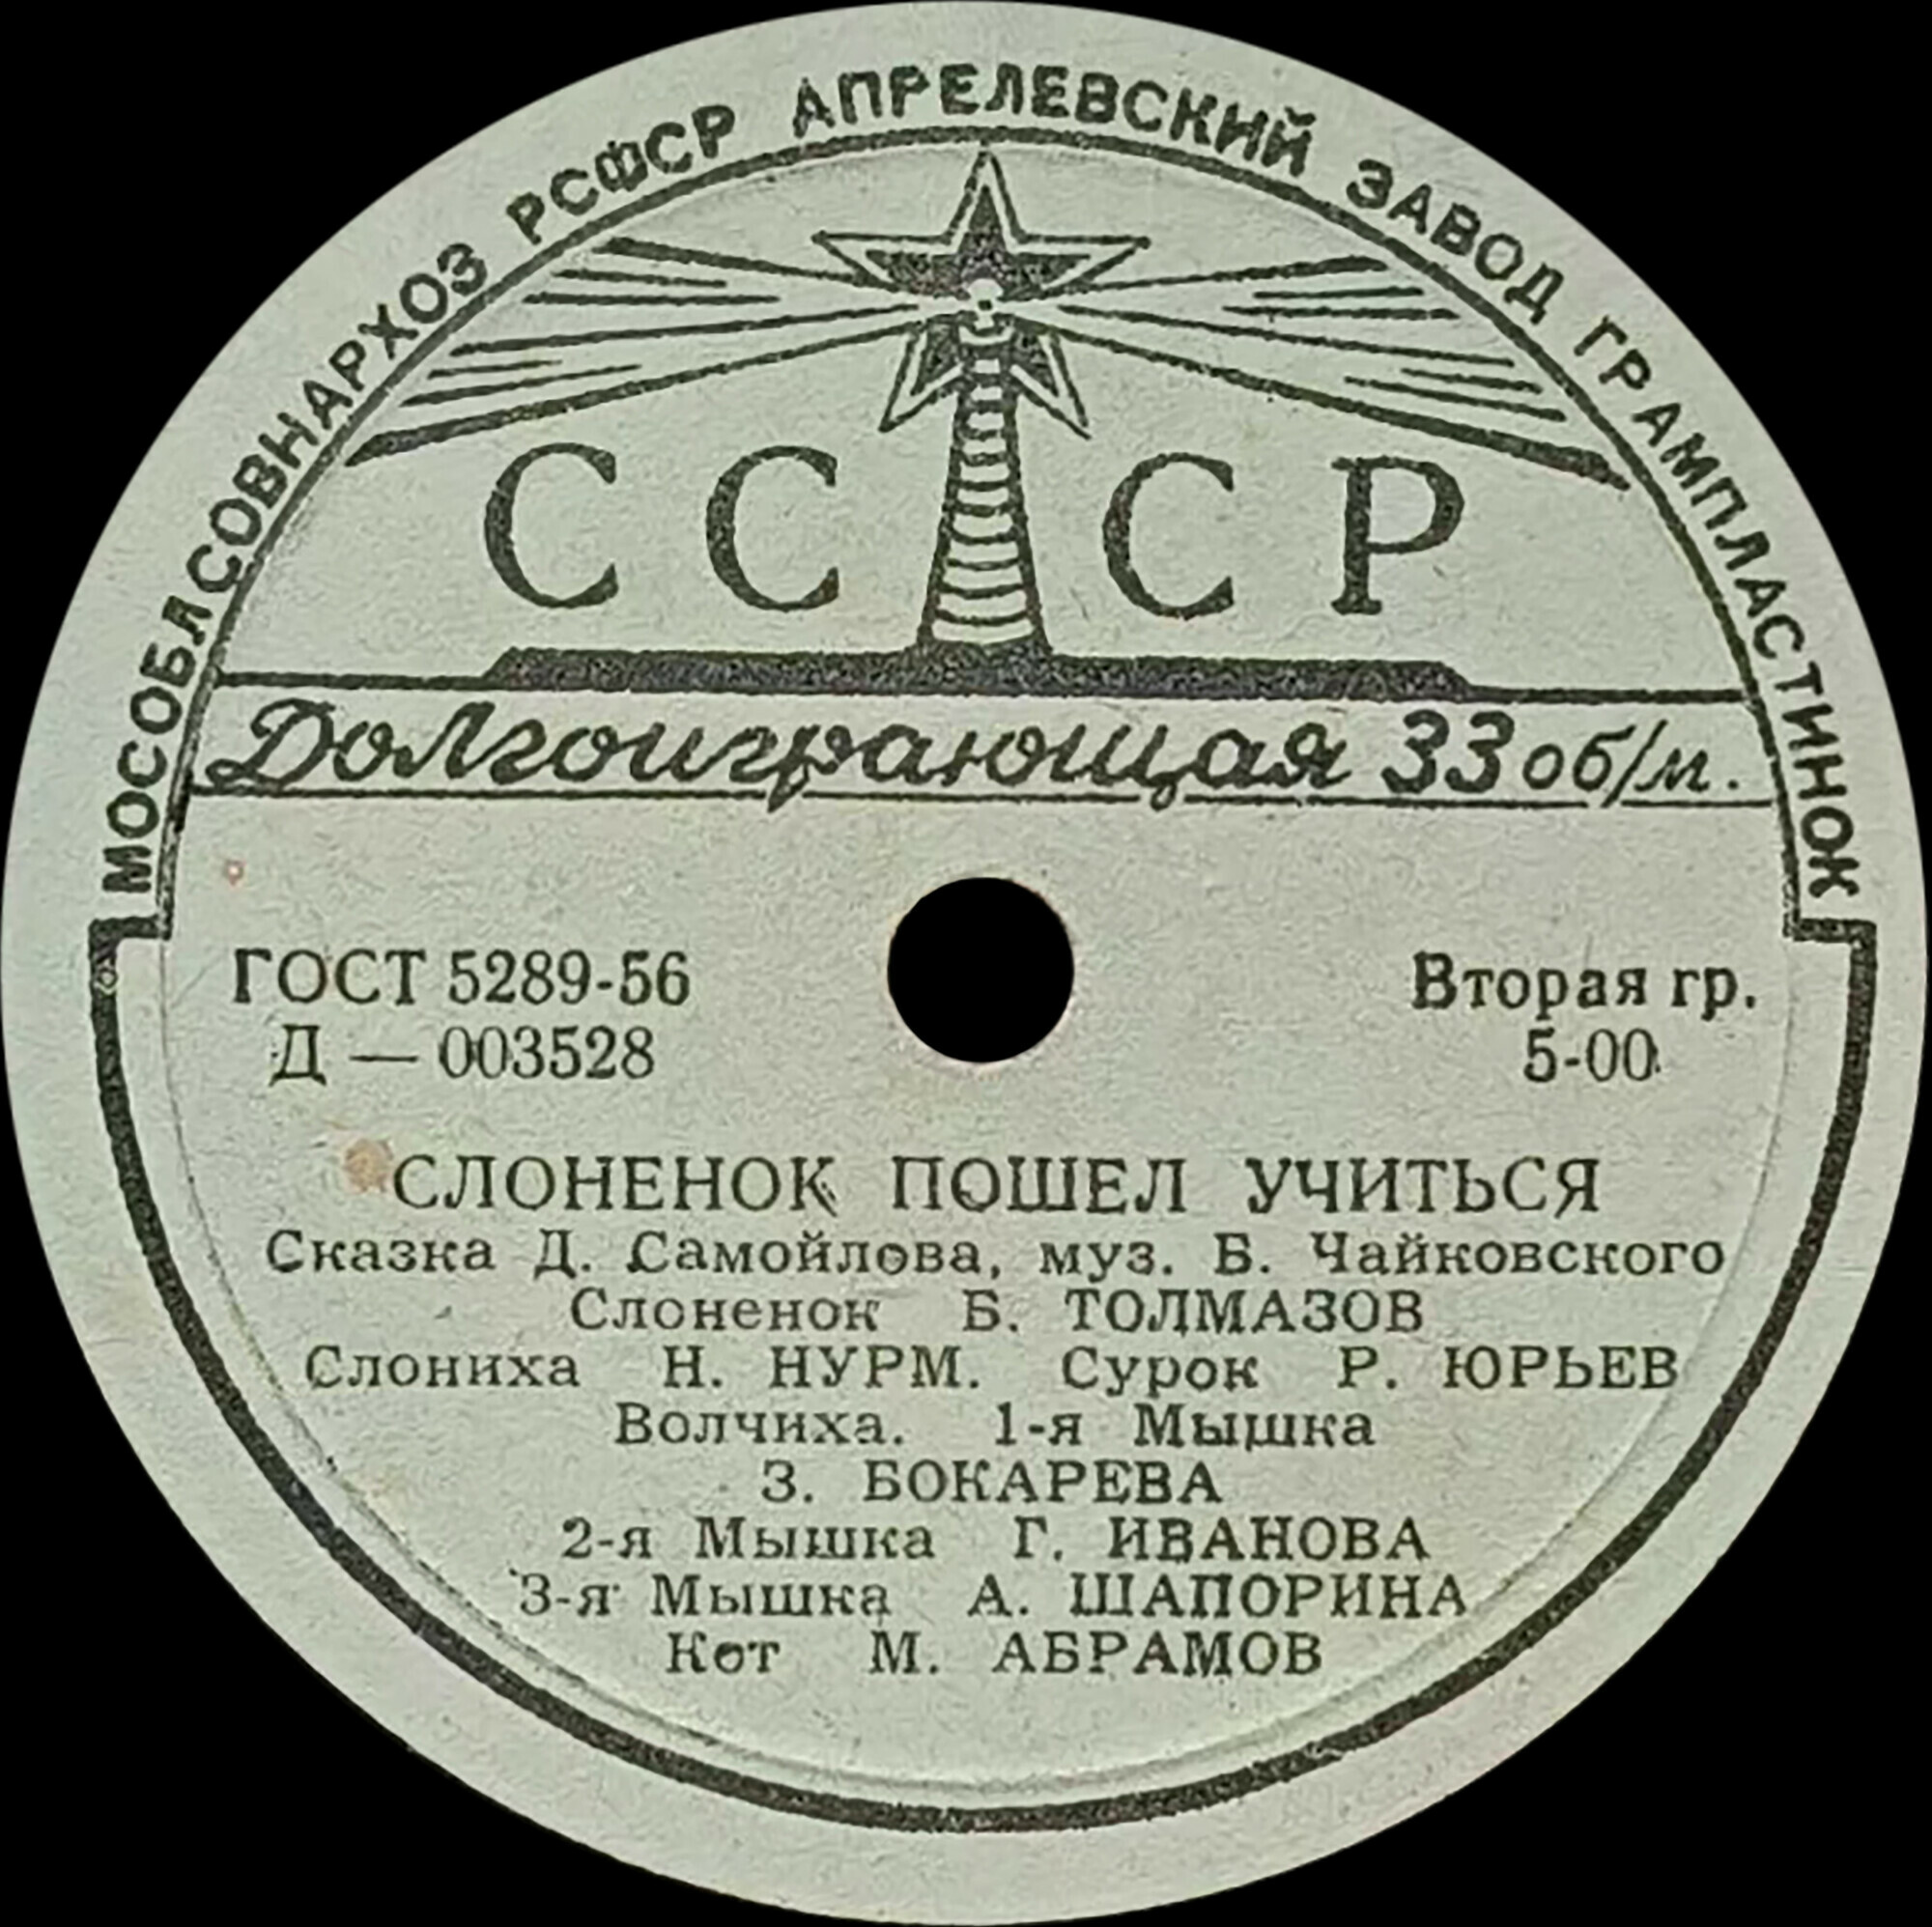 МОСОБЛСОВНАРХОЗ РСФСР АПРЕЛЕВСКИЙ ЗАВОД ГРАМПЛАСТИНОК
СССР
Долгоиграющая 33 об/м.
ГОСТ 5289-56
Д — 003528
Вторая гр.
5-00
СЛОНЕНОК ПОШЕЛ УЧИТЬСЯ
Сказка Д. Самойлова, муз. Б. Чайковского
Слоненок Б. ТОЛМАЗОВ
Слониха Н. НУРМ. Сурок Р. ЮРЬЕВ
Волчиха. 1-я Мышка
З. БОКАРЕВА
2-я Мышка Г. ИВАНОВА
3-я Мышка А. ШАПОРИНА
Кот М. АБРАМОВ